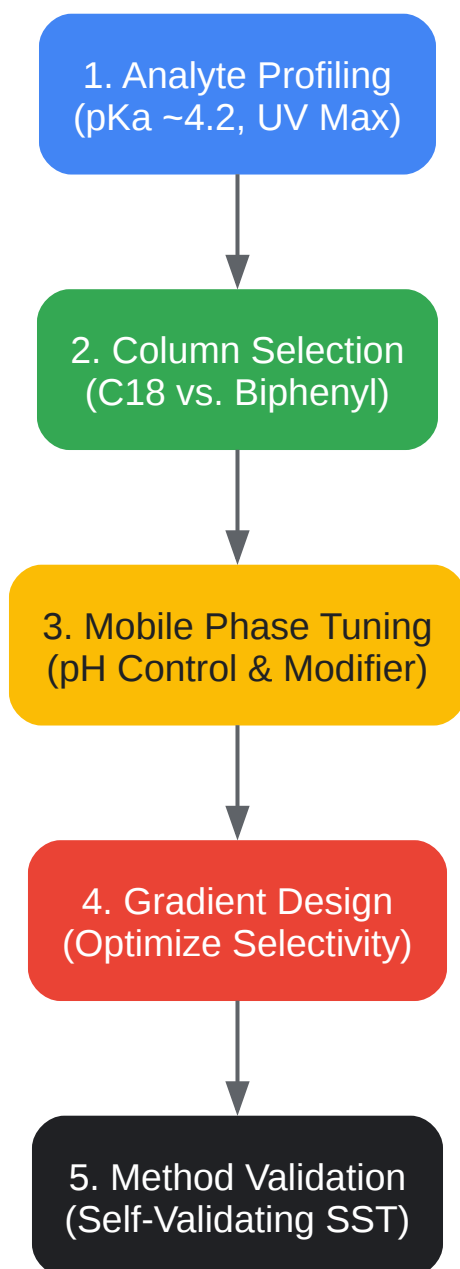 1. Analyte Profiling
(pKa ~4.2, UV Max)
2. Column Selection
(C18 vs. Biphenyl)
3. Mobile Phase Tuning
(pH Control & Modifier)
4. Gradient Design
(Optimize Selectivity)
5. Method Validation
(Self-Validating SST)